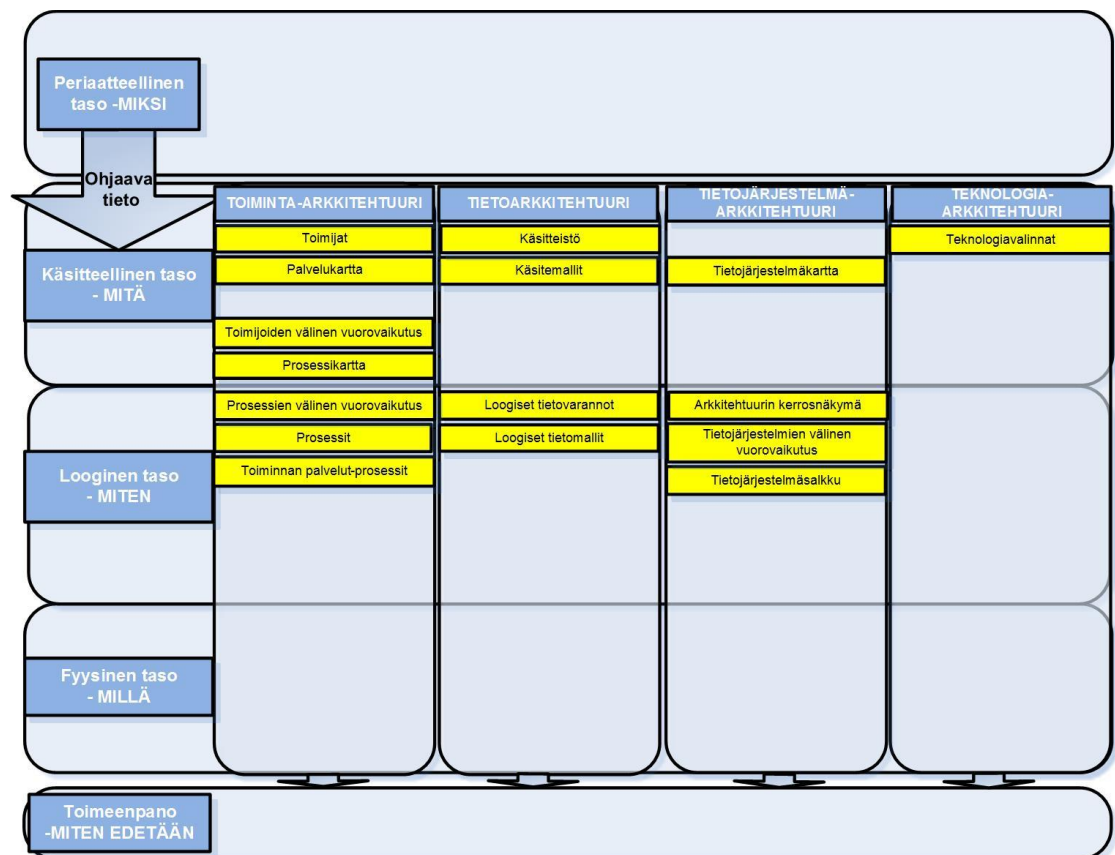 Periaatteellinen
taso -MIKSI
Ohjaava
tieto
TOIMINTA-ARKKITEHTUURI
TIETOARKKITEHTUURI
TIETOJÄRJESTELMÄ-
ARKKITEHTUURI
TEKNOLOGIA-
ARKKITEHTUURI
Käsitteellinen taso
- MITÄ
Toimijat
Käsitteistö
Teknologiavalinnat
Palvelukartta
Käsitemallit
Tietojärjestelmäkartta
Toimijoiden välinen vuorovaikutus
Prosessikartta
Looginen taso
- MITEN
Prosessien välinen vuorovaikutus
Loogiset tietovarannot
Arkkitehtuurin kerrosnäkymä
Prosessit
Loogiset tietomallit
Tietojärjestelmien välinen
vuorovaikutus
Toiminnan palvelut-prosessit
Tietojärjestelmäsalkku
Fyysinen taso
- MILLÄ
Toimeenpano
-MITEN EDETÄÄN